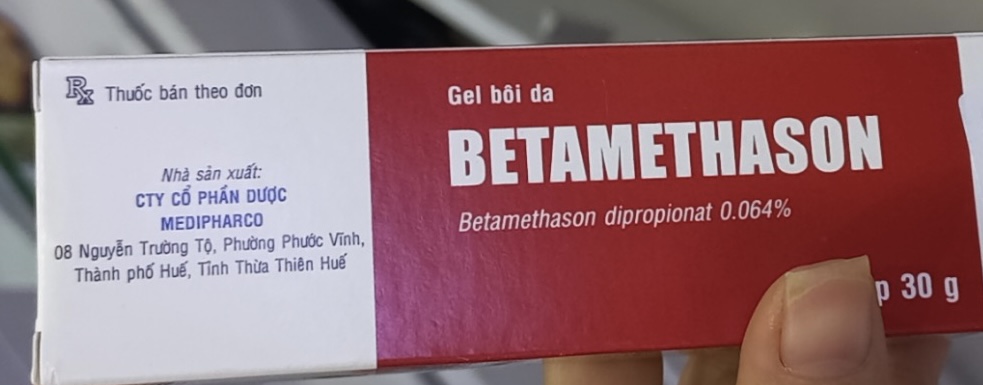 Rx Thuốc bán theo đơn
Nhà sản xuất:
CTY CỔ PHẦN DƯỢC
MEDIPHARCO
08 Nguyễn Trường Tộ, Phường Phước Vĩnh,
Thành phố Huế, Tỉnh Thừa Thiên Huế
Gel bôi da
BETAMETHASON
Betamethason dipropionat 0.064%
30 g